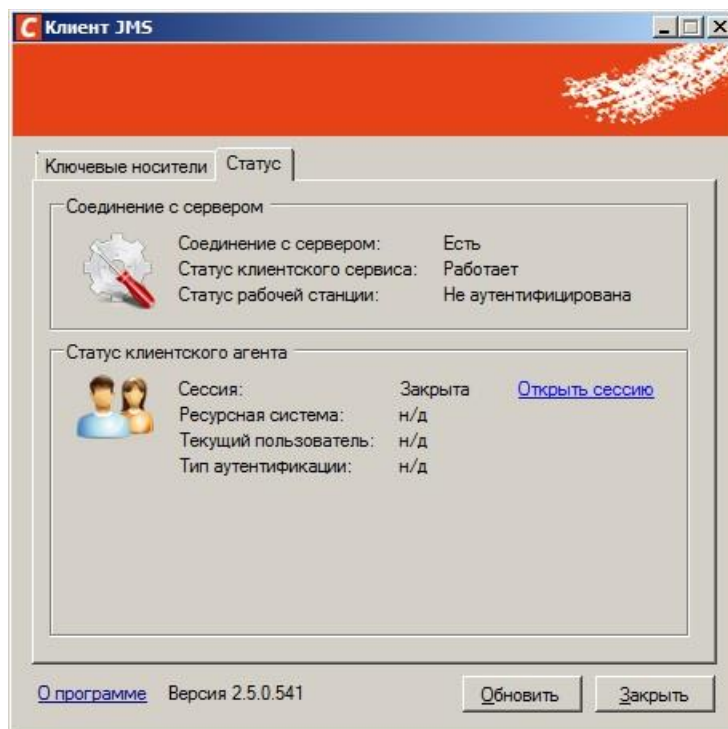 Клиент JMS
Ключевые носители Статус
Соединение с сервером
Соединение с сервером: Есть
Статус клиентского сервиса: Работает
Статус рабочей станции: Не аутентифицирована
Статус клиентского агента
Сессия: Закрыта Открыть сессию
Ресурсная система: н/д
Текущий пользователь: н/д
Тип аутентификации: н/д
О программе Версия 2.5.0.541 Обновить Закрыть